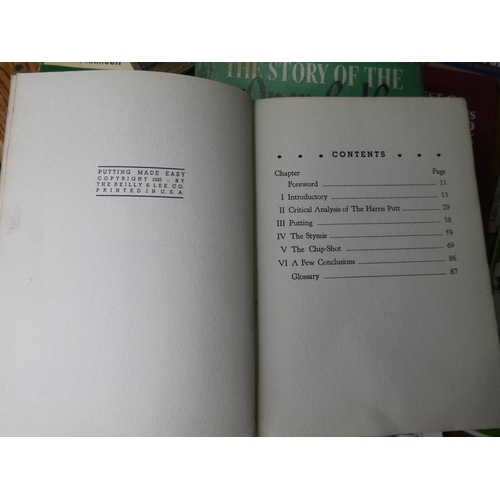 THE STORY OF THE
PUTTING MADE EASY
COPYRIGHT 1935 - BY
THE REILLY & LEE CO.
PRINTED IN U.S.A.
CONTENTS
Chapter Page
Foreword 11
I Introductory 13
II Critical Analysis of The Harris Putt 29
III Putting 38
IV The Stymie 59
V The Chip-Shot 69
VI A Few Conclusions 86
Glossary 87